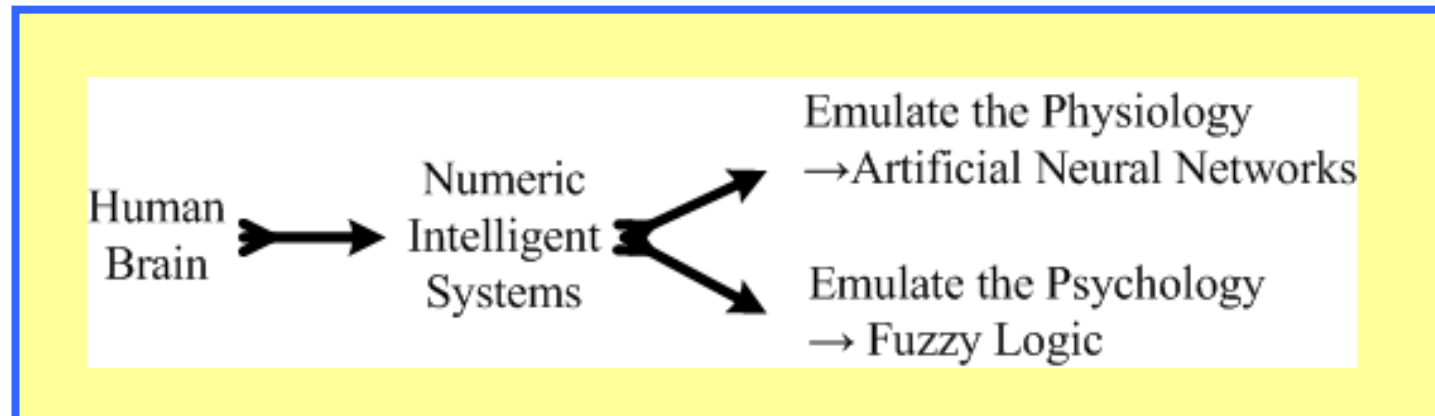 Human
Brain
Numeric
Intelligent
Systems
Emulate the Physiology
→Artificial Neural Networks
Emulate the Psychology
→ Fuzzy Logic